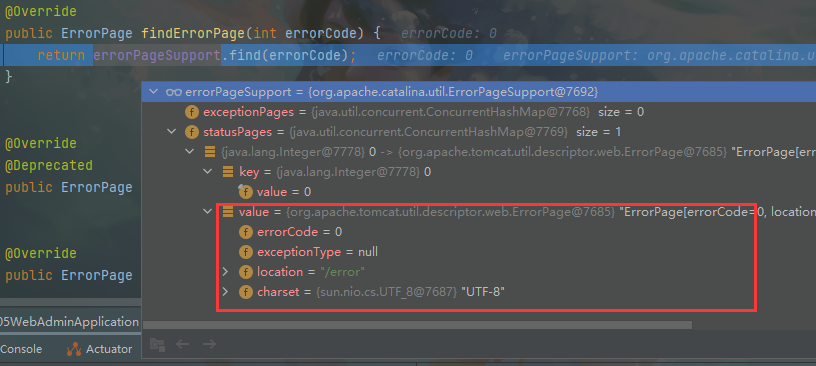 @Override
public ErrorPage findErrorPage(int errorCode) { errorCode: 0
return errorPageSupport.find(errorCode); errorCode: 0 errorPageSupport: org.apache.catalina.u
}
errorPageSupport = {org.apache.catalina.util.ErrorPageSupport@7692}
exceptionPages = {java.util.concurrent.ConcurrentHashMap@7768} size = 0
statusPages = {java.util.concurrent.ConcurrentHashMap@7769} size = 1
@Override
{java.lang.Integer@7778} 0 -> {org.apache.tomcat.util.descriptor.web.ErrorPage@7685} "ErrorPage[err
@Deprecated
key = {java.lang.Integer@7778} 0
public ErrorPage
value = 0
value = {org.apache.tomcat.util.descriptor.web.ErrorPage@7685} "ErrorPage[errorCode=0, location
errorCode = 0
@Override
exceptionType = null
public ErrorPage
location = "/error"
charset = {sun.nio.cs.UTF_8@7687} "UTF-8"
05WebAdminApplication
Console
Actuator